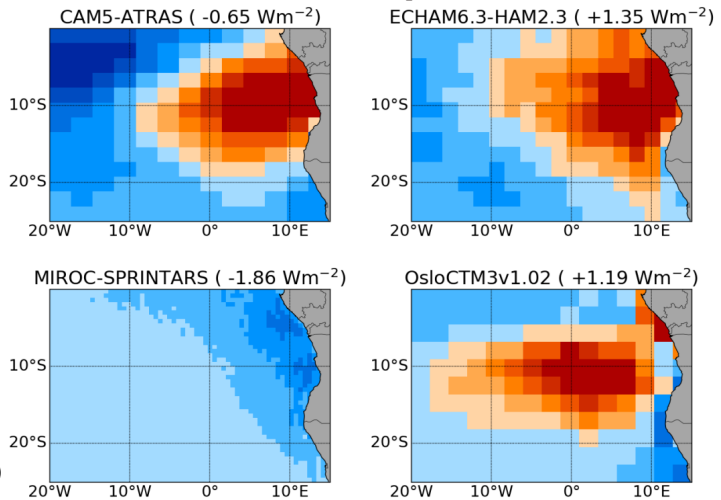 CAM5-ATRAS ( -0.65 Wm⁻²)
ECHAM6.3-HAM2.3 ( +1.35 Wm⁻²)
10°S
20°S
20°W 10°W 0° 10°E
10°S
20°S
20°W 10°W 0° 10°E
MIROC-SPRINTARS ( -1.86 Wm⁻²)
OsloCTM3v1.02 ( +1.19 Wm⁻²)
10°S
20°S
20°W 10°W 0° 10°E
10°S
20°S
20°W 10°W 0° 10°E